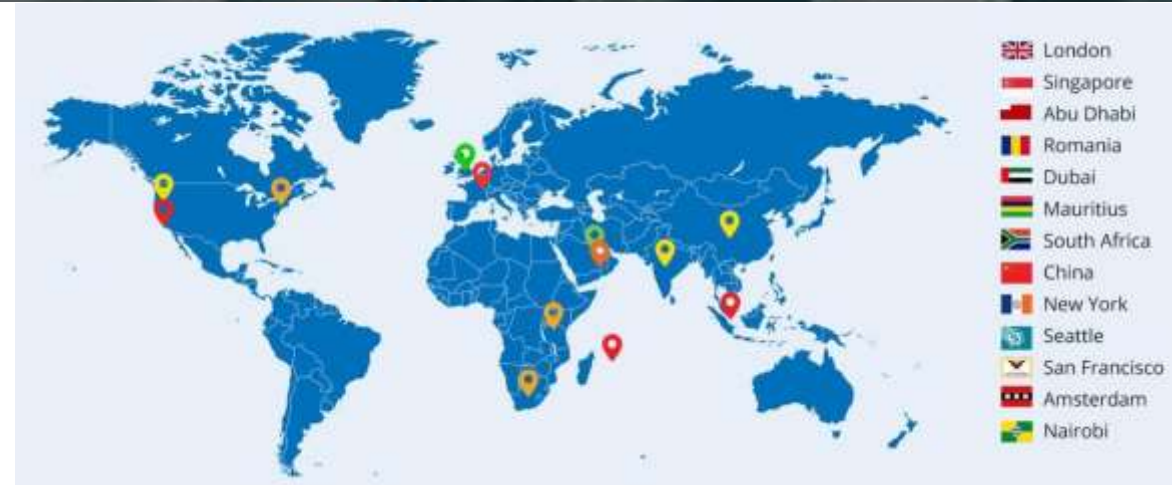 London
Singapore
Abu Dhabi
Romania
Dubai
Mauritius
South Africa
China
New York
Seattle
San Francisco
Amsterdam
Nairobi